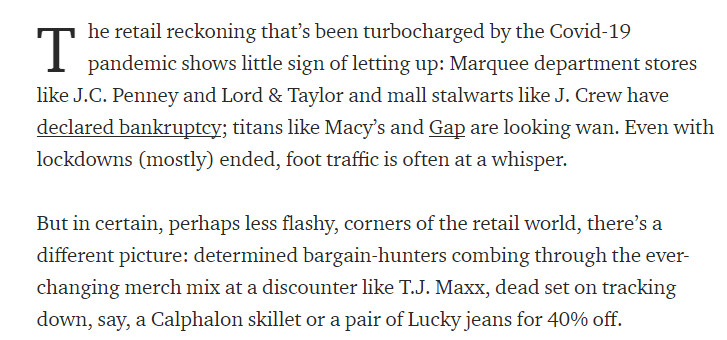 The retail reckoning that’s been turbocharged by the Covid-19
pandemic shows little sign of letting up: Marquee department stores
like J.C. Penney and Lord & Taylor and mall stalwarts like J. Crew have
declared bankruptcy; titans like Macy’s and Gap are looking wan. Even with
lockdowns (mostly) ended, foot traffic is often at a whisper.
But in certain, perhaps less flashy, corners of the retail world, there’s a
different picture: determined bargain-hunters combing through the ever-
changing merch mix at a discounter like T.J. Maxx, dead set on tracking
down, say, a Calphalon skillet or a pair of Lucky jeans for 40% off.